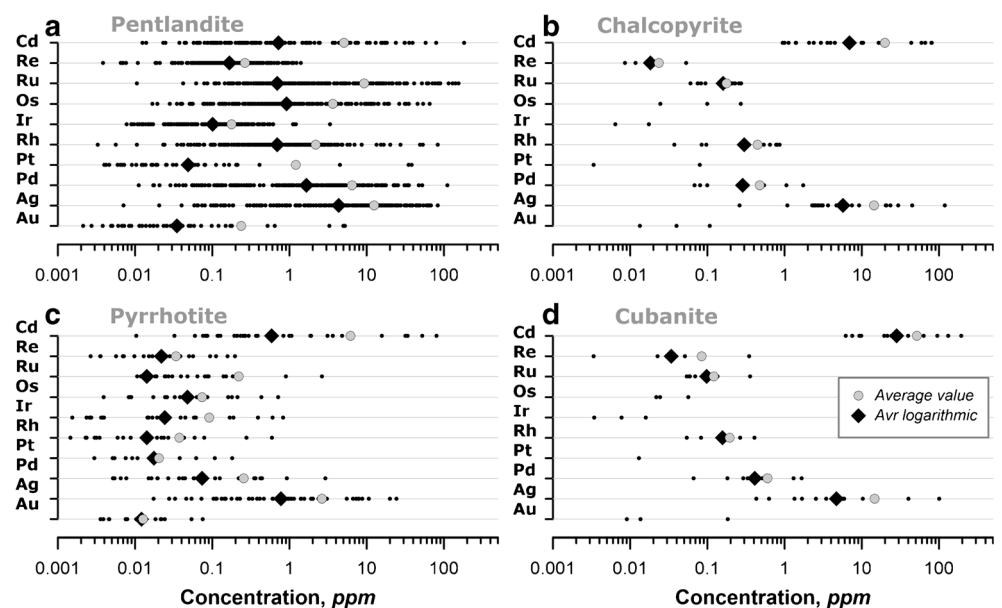 a Pentlandite
Cd
Re
Ru
Os
Ir
Rh
Pt
Pd
Ag
Au
0.001 0.01 0.1 1 10 100
b Chalcopyrite
Cd
Re
Ru
Os
Ir
Rh
Pt
Pd
Ag
Au
0.001 0.01 0.1 1 10 100
c Pyrrhotite
Cd
Re
Ru
Os
Ir
Rh
Pt
Pd
Ag
Au
0.001 0.01 0.1 1 10 100
Concentration, ppm
d Cubanite
Cd
Re
Ru
Os
Ir
Rh
Pt
Pd
Ag
Au
Average value
Avr logarithmic
0.001 0.01 0.1 1 10 100
Concentration, ppm